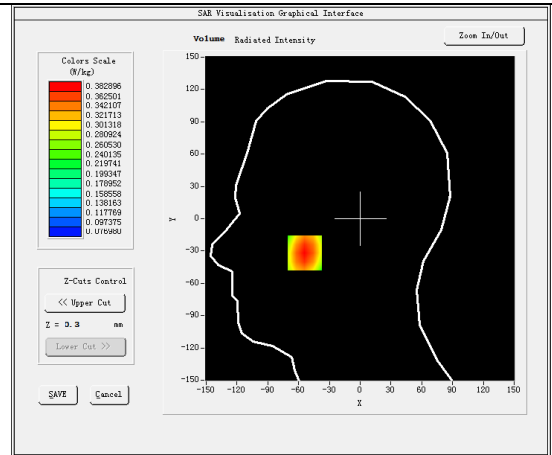 SAR Visualisation Graphical Interface
Volume Radiated Intensity
Zoom In/Out
Colors Scale
(W/kg)
0.382896
0.362501
0.342107
0.321713
0.301318
0.280924
0.260530
0.240135
0.219741
0.199347
0.178952
0.158558
0.138163
0.117769
0.097375
0.076980
Z-Cuts Control
<< Upper Cut
Z = 0.3 mm
Lower Cut >>
SAVE Cancel
150
120
90
60
30
0
-30
-60
-90
-120
-150
Y
-150 -120 -90 -60 -30 0 30 60 90 120 150
X